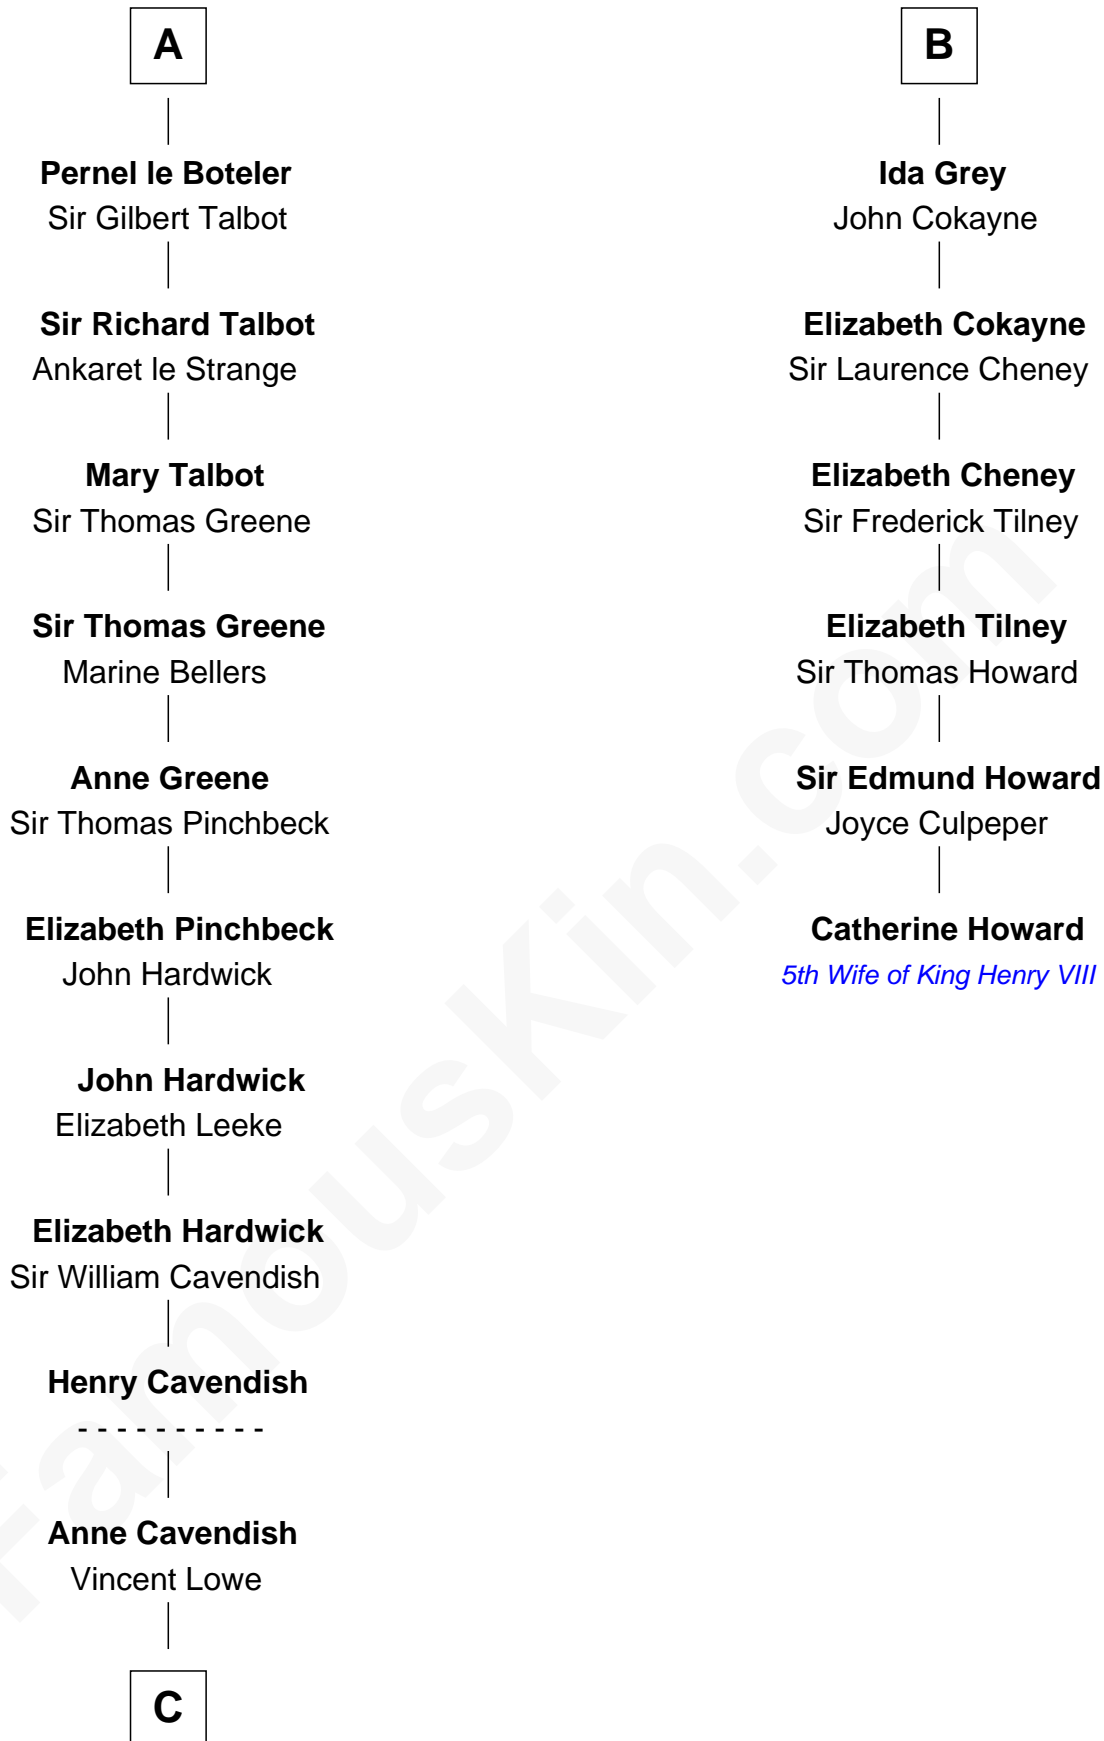 A
Pernel le Boteler
Sir Gilbert Talbot
Sir Richard Talbot
Ankaret le Strange
Mary Talbot
Sir Thomas Greene
Sir Thomas Greene
Marine Bellers
Anne Greene
Sir Thomas Pinchbeck
Elizabeth Pinchbeck
John Hardwick
John Hardwick
Elizabeth Leeke
Elizabeth Hardwick
Sir William Cavendish
Henry Cavendish
- - - - - - - - - -
Anne Cavendish
Vincent Lowe
C
B
Ida Grey
John Cokayne
Elizabeth Cokayne
Sir Laurence Cheney
Elizabeth Cheney
Sir Frederick Tilney
Elizabeth Tilney
Sir Thomas Howard
Sir Edmund Howard
Joyce Culpeper
Catherine Howard
5th Wife of King Henry VIII
FamousKin.com